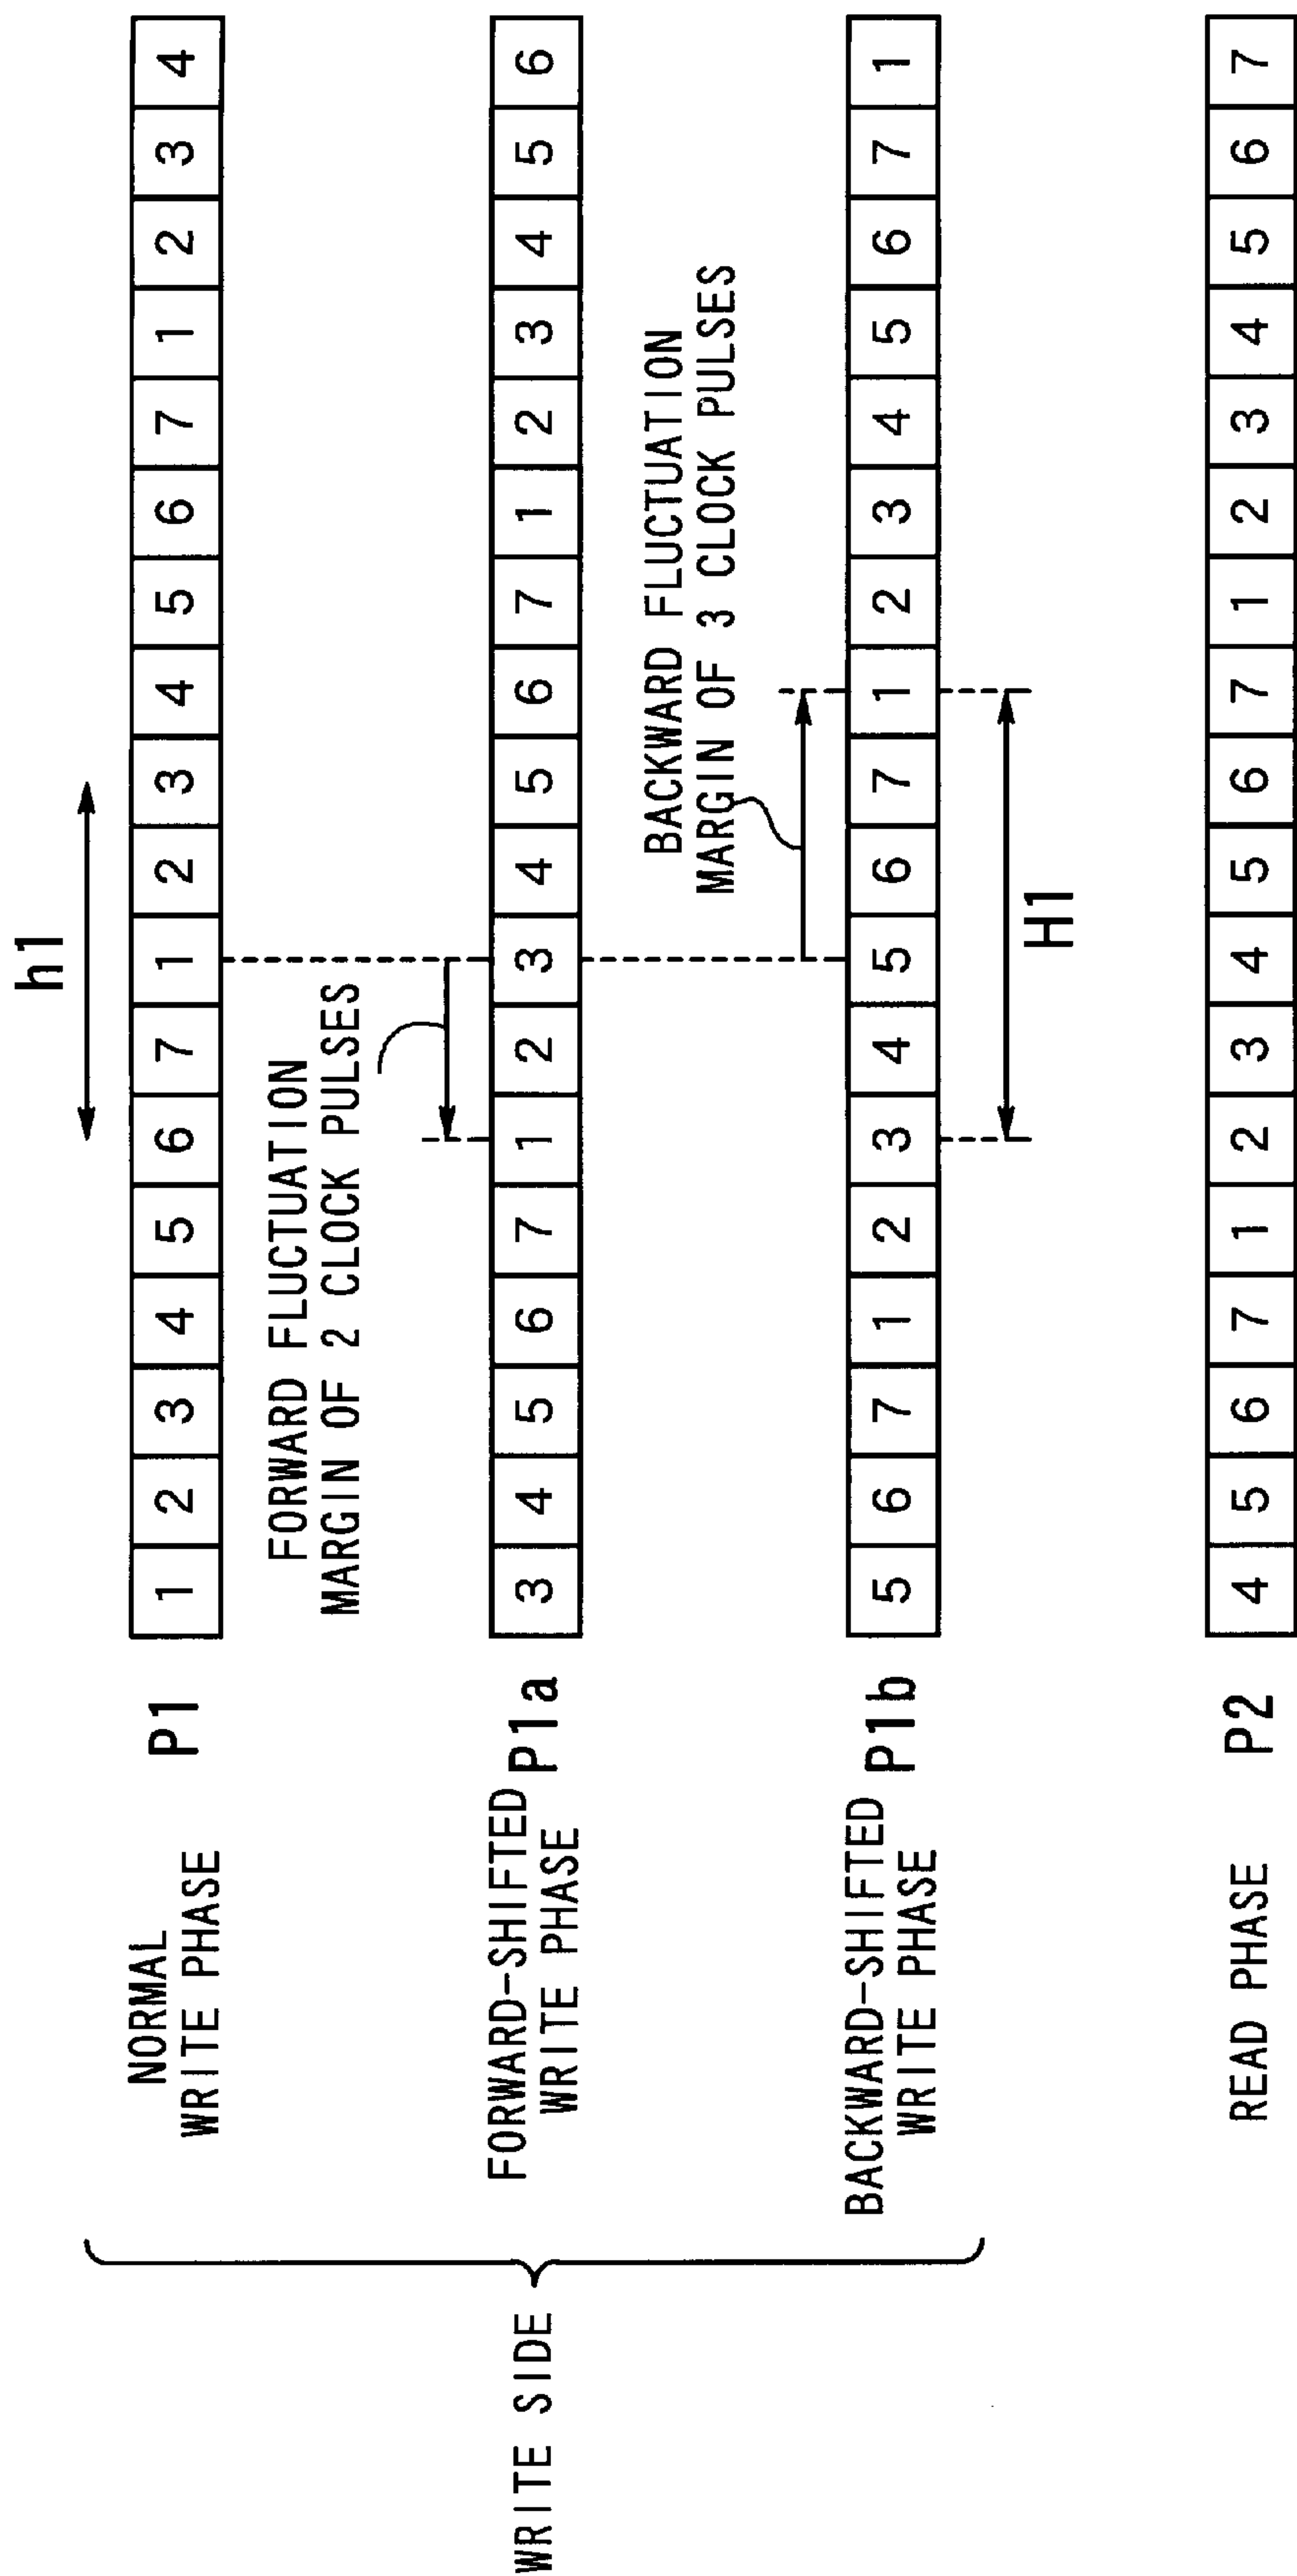 h1
NORMAL
WRITE PHASE
P1
1 2 3 4 5 6 7 1 2 3 4 5 6 7 1 2 3 4
FORWARD FLUCTUATION
MARGIN OF 2 CLOCK PULSES
WRITE SIDE
FORWARD-SHIFTED
WRITE PHASE
P1a
3 4 5 6 7 1 2 3 4 5 6 7 1 2 3 4 5 6
BACKWARD FLUCTUATION
MARGIN OF 3 CLOCK PULSES
BACKWARD-SHIFTED
WRITE PHASE
P1b
5 6 7 1 2 3 4 5 6 7 1 2 3 4 5 6 7 1
H1
READ PHASE
P2
4 5 6 7 1 2 3 4 5 6 7 1 2 3 4 5 6 7